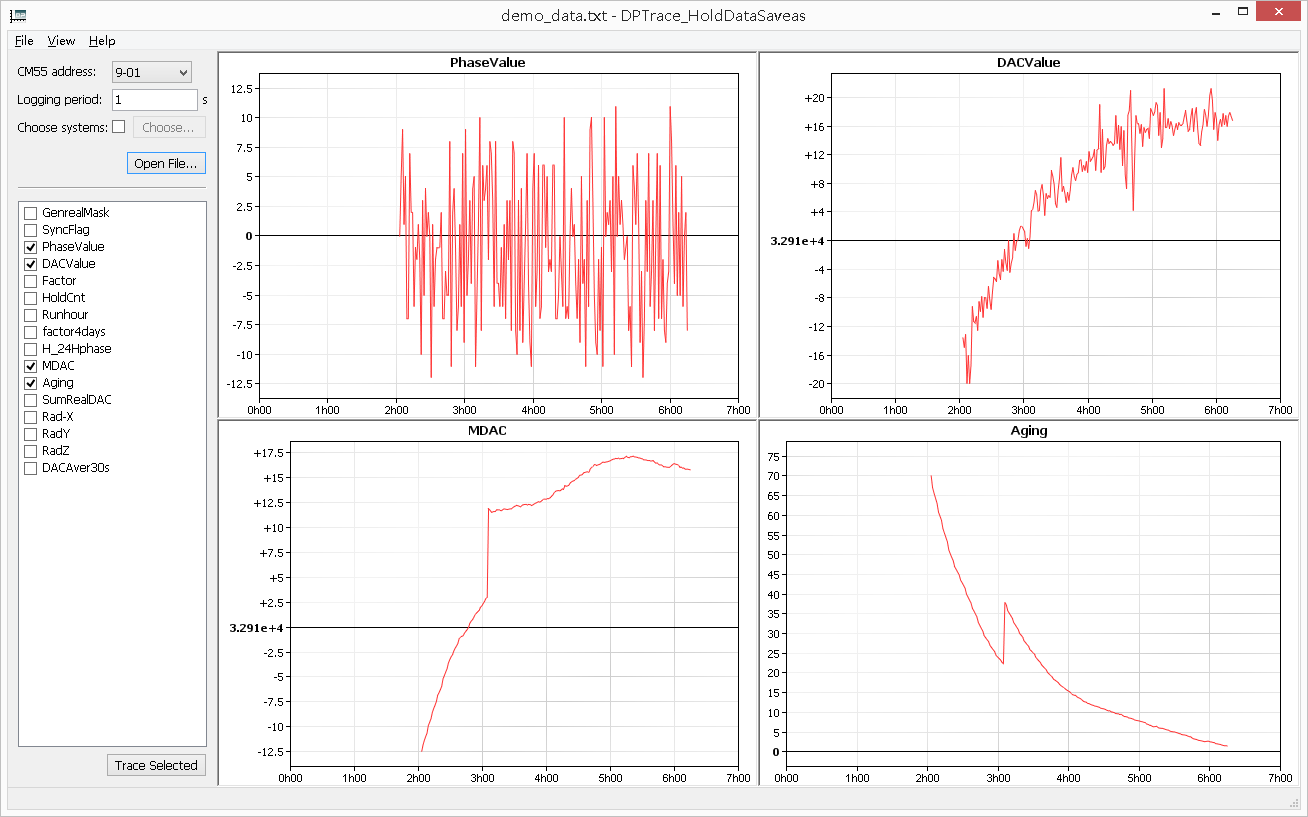 demo_data.txt - DPTrace_HoldDataSaveas
File View Help
CM55 address: 9-01
Logging period: 1 s
Choose systems: Choose...
Open File...
GenrealMask
SyncFlag
PhaseValue
DACValue
Factor
HoldCnt
Runhour
factor4days
H_24Hphase
MDAC
Aging
SumRealDAC
Rad-X
RadY
RadZ
DACAver30s
Trace Selected
PhaseValue
12.5
10
7.5
5
2.5
0
-2.5
-5
-7.5
-10
-12.5
0h00 1h00 2h00 3h00 4h00 5h00 6h00 7h00
DACValue
+20
+16
+12
+8
+4
3.291e+4
-4
-8
-12
-16
-20
0h00 1h00 2h00 3h00 4h00 5h00 6h00 7h00
MDAC
+17.5
+15
+12.5
+10
+7.5
+5
+2.5
3.291e+4
-2.5
-5
-7.5
-10
-12.5
0h00 1h00 2h00 3h00 4h00 5h00 6h00 7h00
Aging
75
70
65
60
55
50
45
40
35
30
25
20
15
10
5
0
0h00 1h00 2h00 3h00 4h00 5h00 6h00 7h00